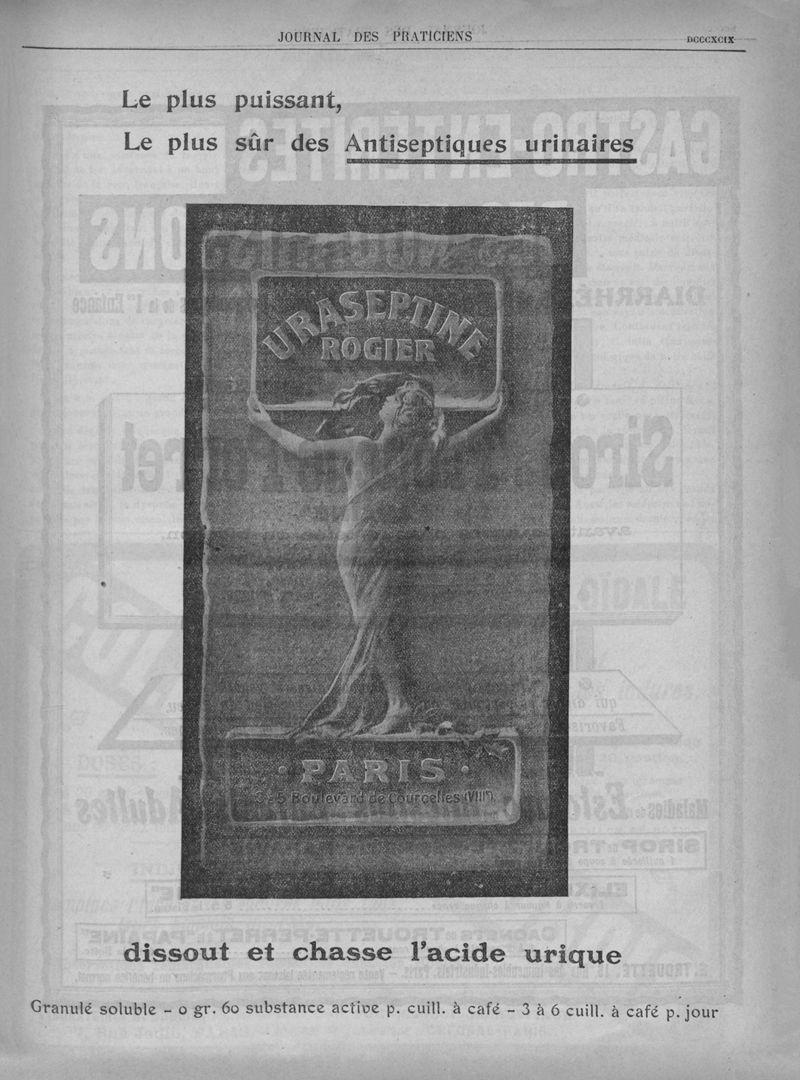 JOURNAL DES PRATICIENS
DCCCXCIX
Le plus puissant,
Le plus sûr des Antiseptiques urinaires
URASEPTINE
ROGIER
PARIS
3-5 Boulevard de Courcelles (VIIIe).
dissout et chasse l'acide urique
Granulé soluble – 0 gr. 60 substance active p. cuill. à café – 3 à 6 cuill. à café p. jour